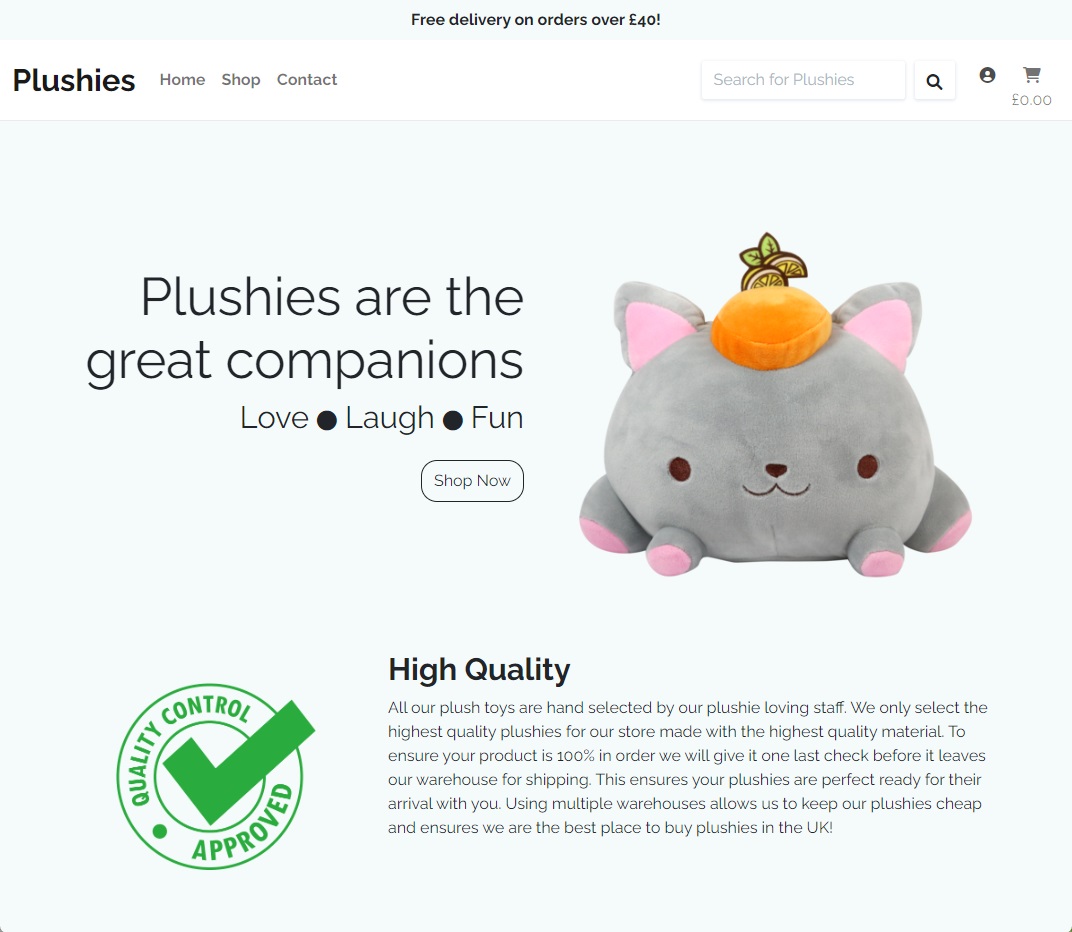 Free delivery on orders over £40!
Plushies
Home Shop Contact
Search for Plushies
£0.00
Plushies are the
great companions
Love ● Laugh ● Fun
Shop Now
QUALITY CONTROL
APPROVED
High Quality
All our plush toys are hand selected by our plushie loving staff. We only select the
highest quality plushies for our store made with the highest quality material. To
ensure your product is 100% in order we will give it one last check before it leaves
our warehouse for shipping. This ensures your plushies are perfect ready for their
arrival with you. Using multiple warehouses allows us to keep our plushies cheap
and ensures we are the best place to buy plushies in the UK!